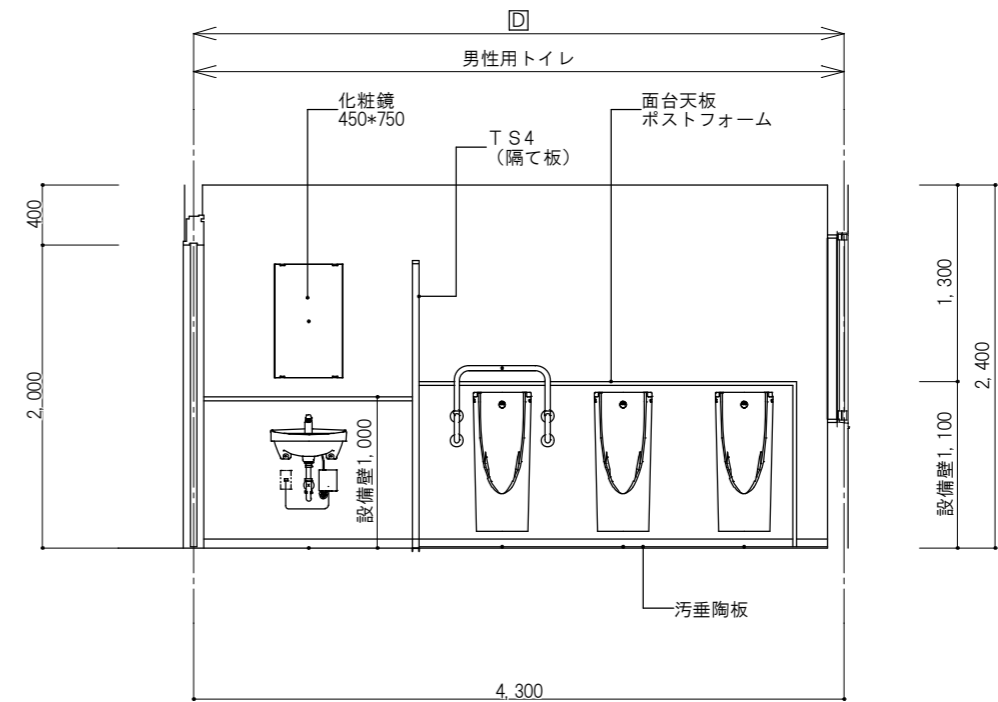 D
男性用トイレ
化粧鏡
450*750
面台天板
ポストフォーム
TS4
（隔て板）
400
2,000
1,300
2,400
設備壁1,000
設備壁1,100
汚垂陶板
4,300